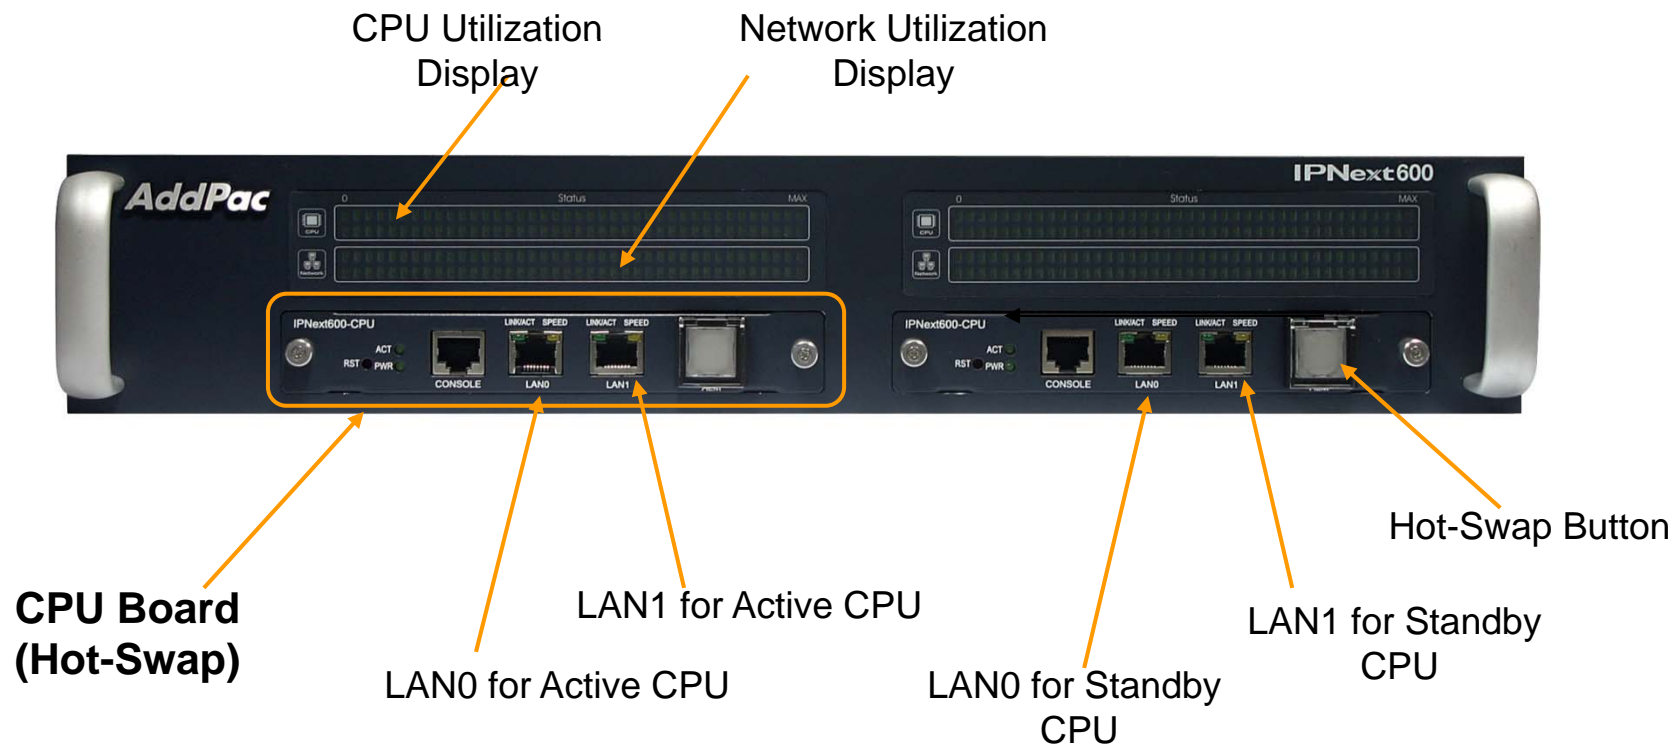 CPU Utilization
Display
Network Utilization
Display
AddPac
IPNext600
0 Status MAX
CPU
Network
0 Status MAX
CPU
Network
IPNext600-CPU
LINK/ACT SPEED LINK/ACT SPEED
ACT
RST PWR
CONSOLE LAN0 LAN1
IPNext600-CPU
LINK/ACT SPEED LINK/ACT SPEED
ACT
RST PWR
CONSOLE LAN0 LAN1
Hot-Swap Button
CPU Board
(Hot-Swap)
LAN1 for Active CPU
LAN0 for Active CPU
LAN1 for Standby
CPU
LAN0 for Standby
CPU